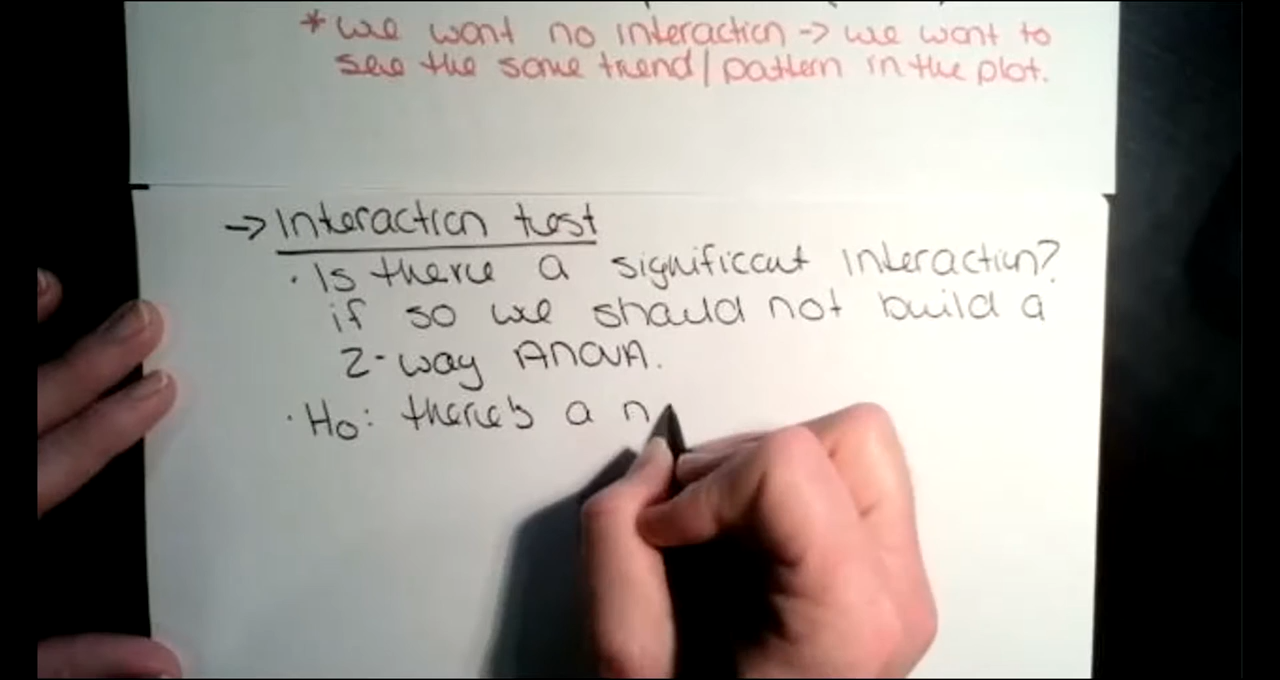 * we want no interaction -> we want to
see the same trend/pattern in the plot.
-> Interaction test
· Is there a significant interaction?
if so we should not build a
2-way ANOVA.
· Ho: there's a n